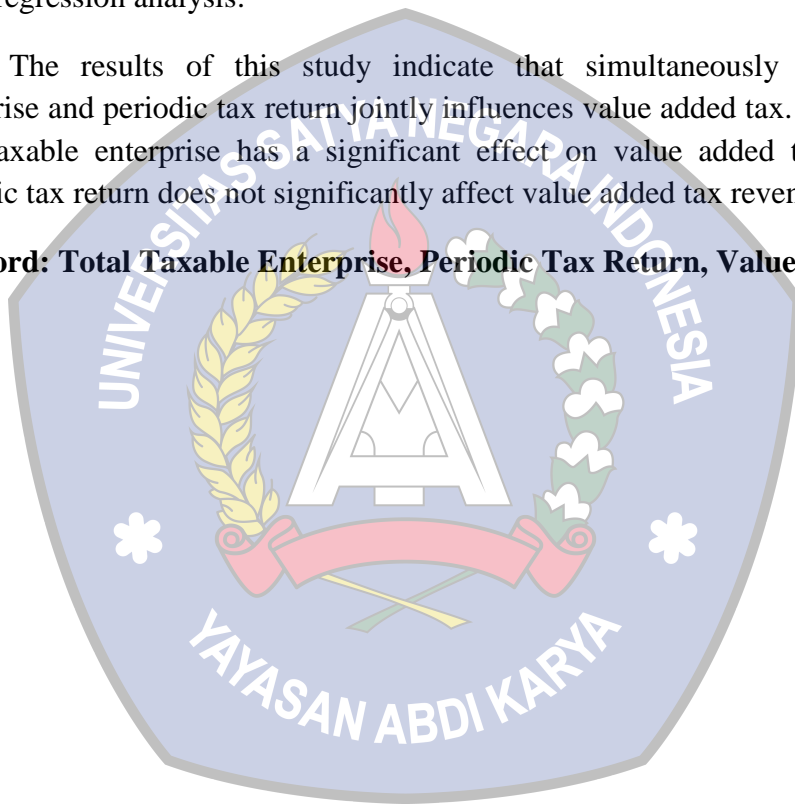 regression analysis.
The results of this study indicate that simultaneously
rise and periodic tax return jointly influences value added tax.
axable enterprise has a significant effect on value added t
ic tax return does not significantly affect value added tax reven
ord: Total Taxable Enterprise, Periodic Tax Return, Value
UNIVERSITAS SATYA NEGARA INDONESIA
YAYASAN ABDI KARYA